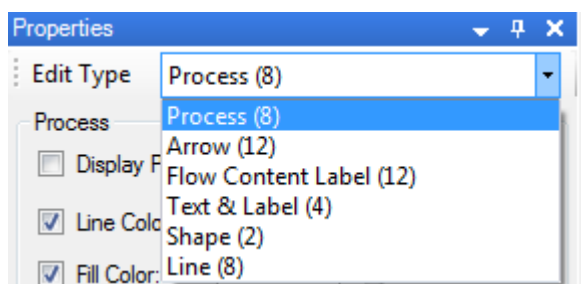 Properties
Edit Type Process (8)
Process Process (8)
Arrow (12)
Display Flow Content Label (12)
Text & Label (4)
Line Shape (2)
Fill Color: Line (8)